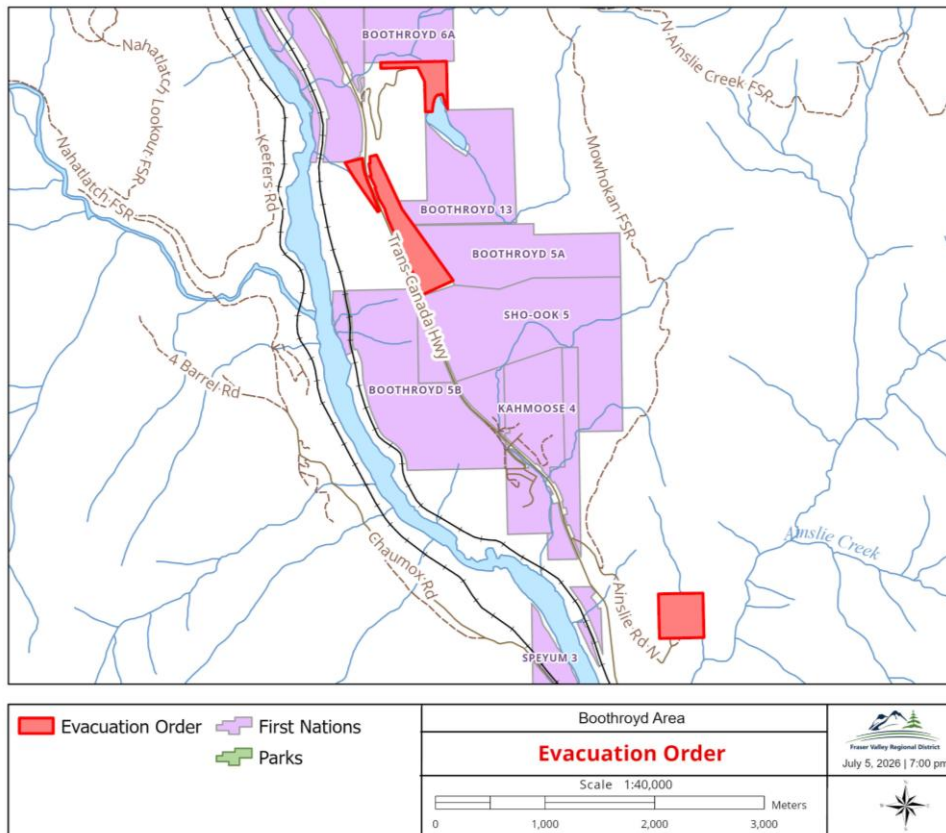 BOOTHROYD 6A
Nahatlatch Lookout FSR
N Ainslie Creek FSR
Keefers Rd
Mowhokan FSR
Nahatlatch FSR
BOOTHROYD 13
BOOTHROYD 5A
Trans-Canada Hwy
SHO-OOK 5
4 Barrel Rd
BOOTHROYD 5B
KAHMOOSE 4
Ainslie Creek
Chaumox Rd
Ainslie Rd N
SPEYUM 3
Evacuation Order
First Nations
Parks
Boothroyd Area
Evacuation Order
Scale 1:40,000
Meters
0 1,000 2,000 3,000
Fraser Valley Regional District
July 5, 2026 | 7:00 pm